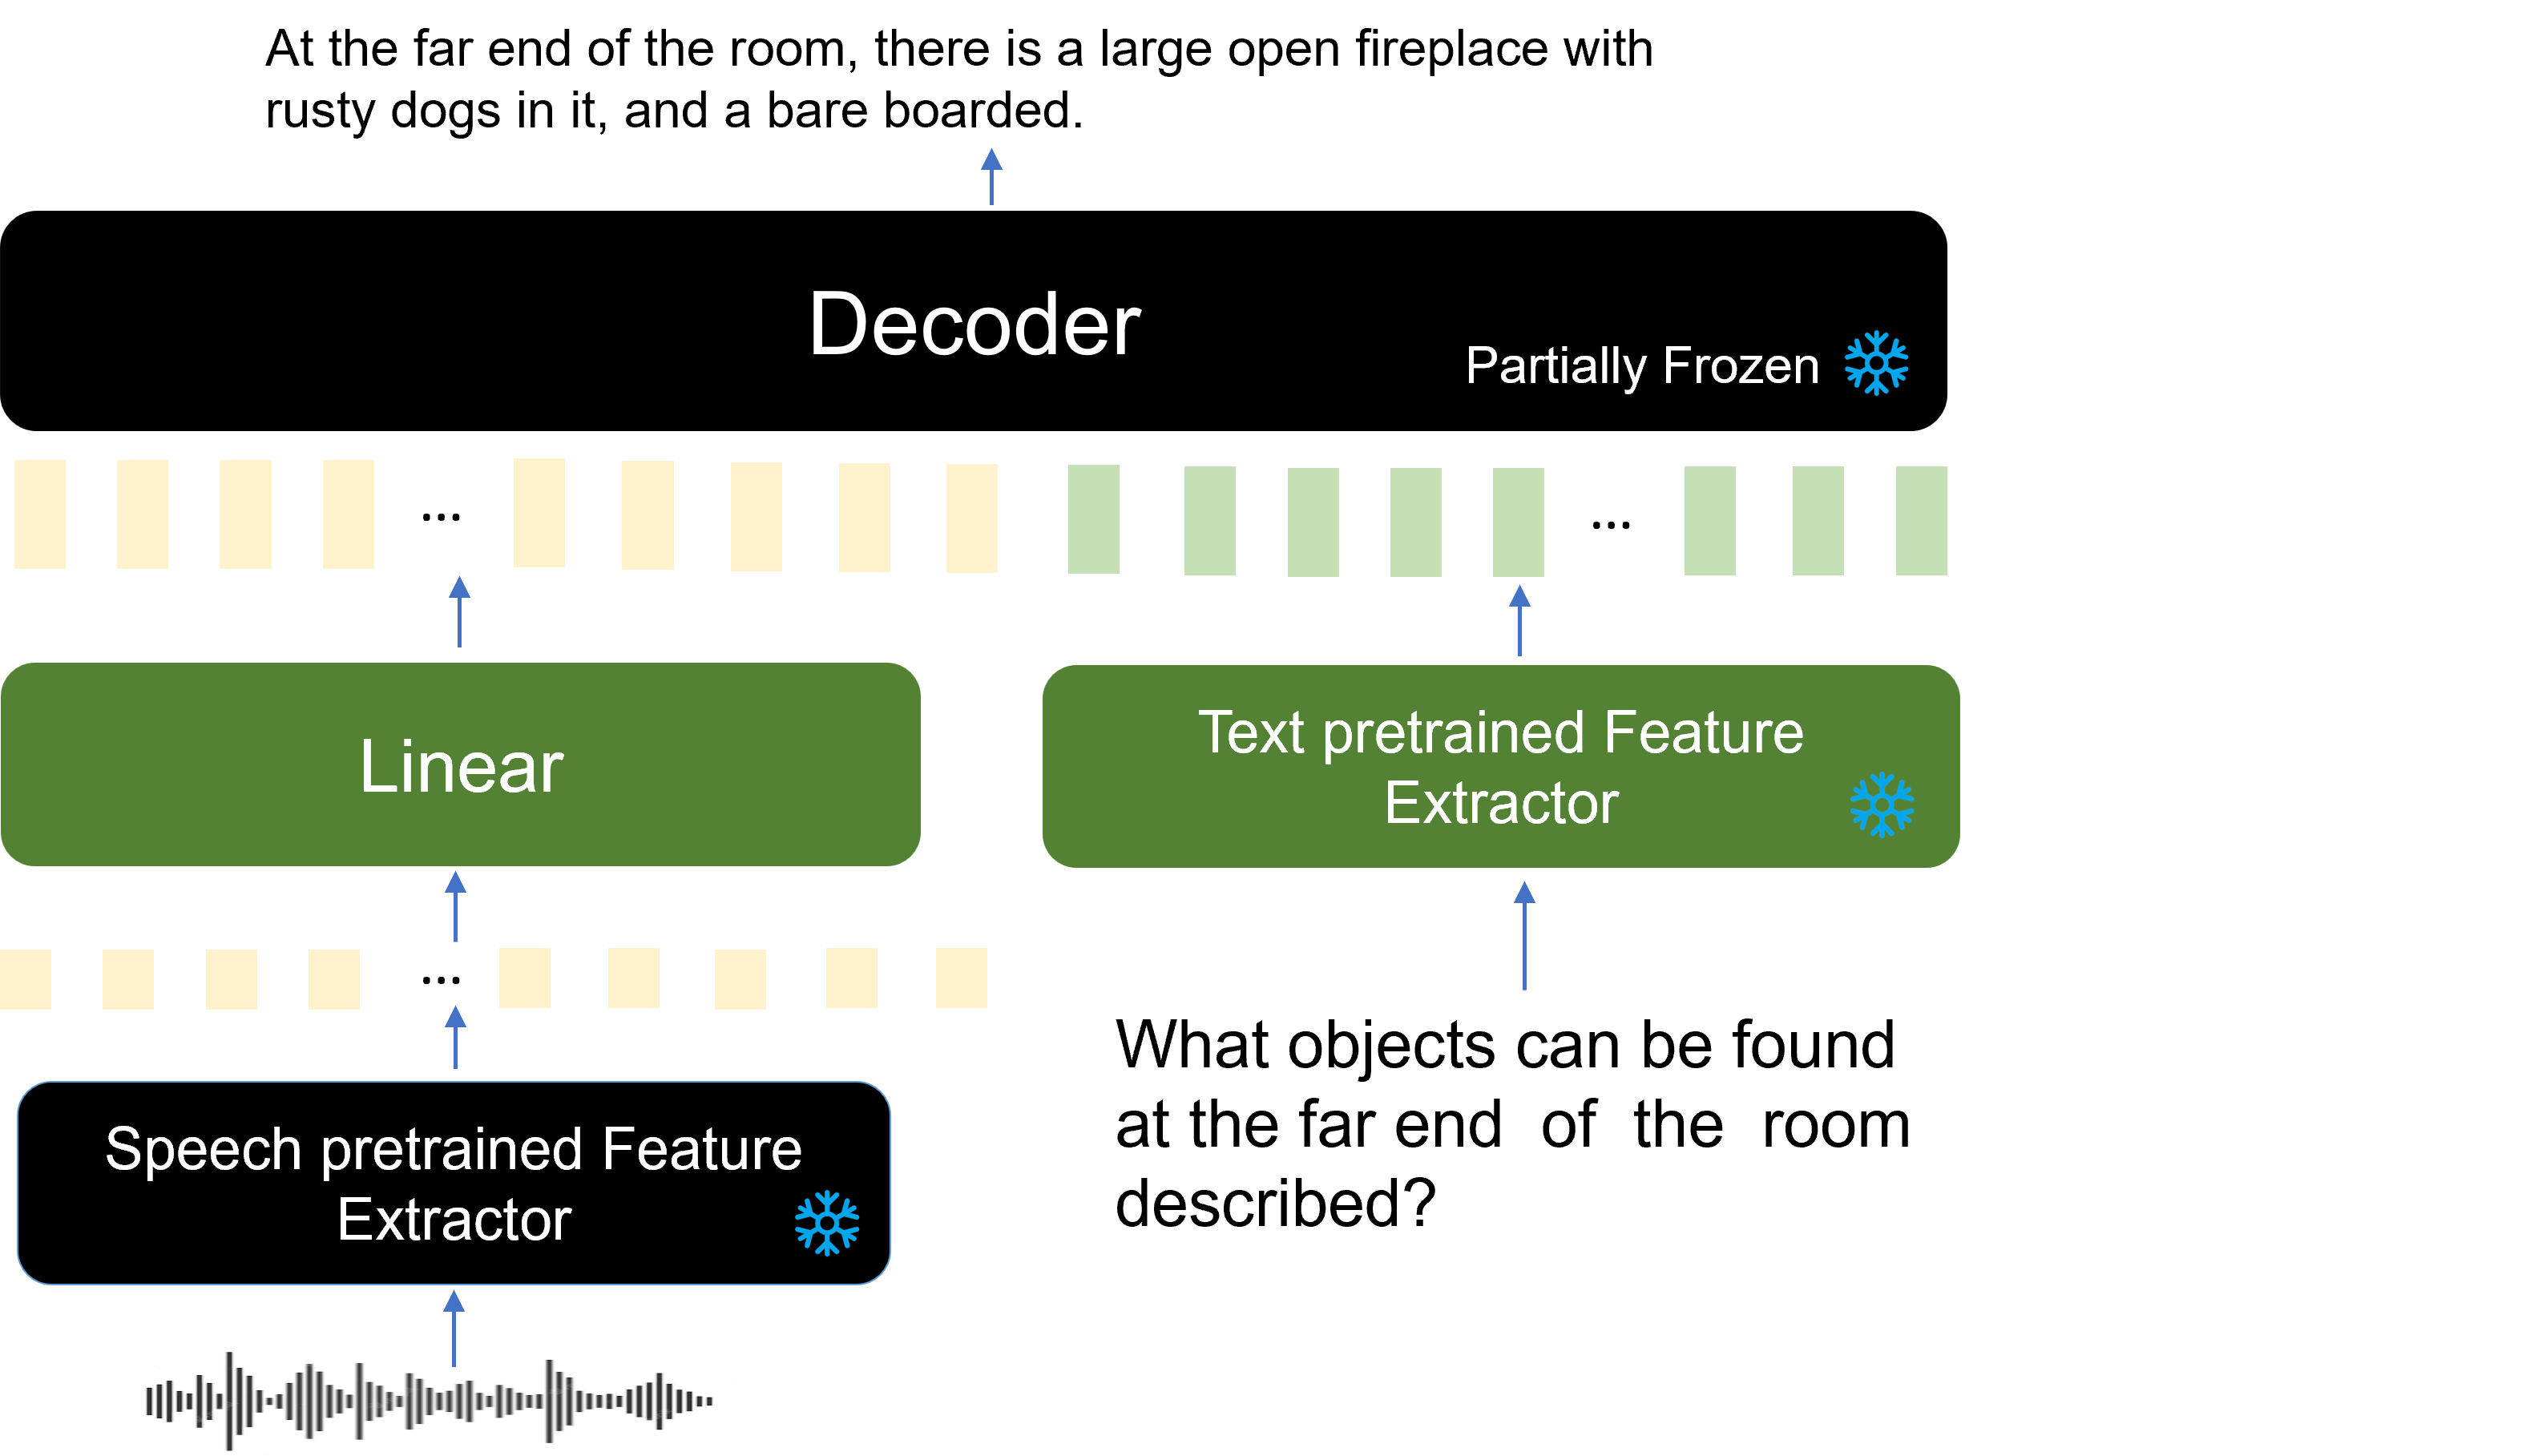 At the far end of the room, there is a large open fireplace with
rusty dogs in it, and a bare boarded.
Decoder
Partially Frozen
...
...
Linear
Text pretrained Feature
Extractor
...
Speech pretrained Feature
Extractor
What objects can be found
at the far end of the room
described?